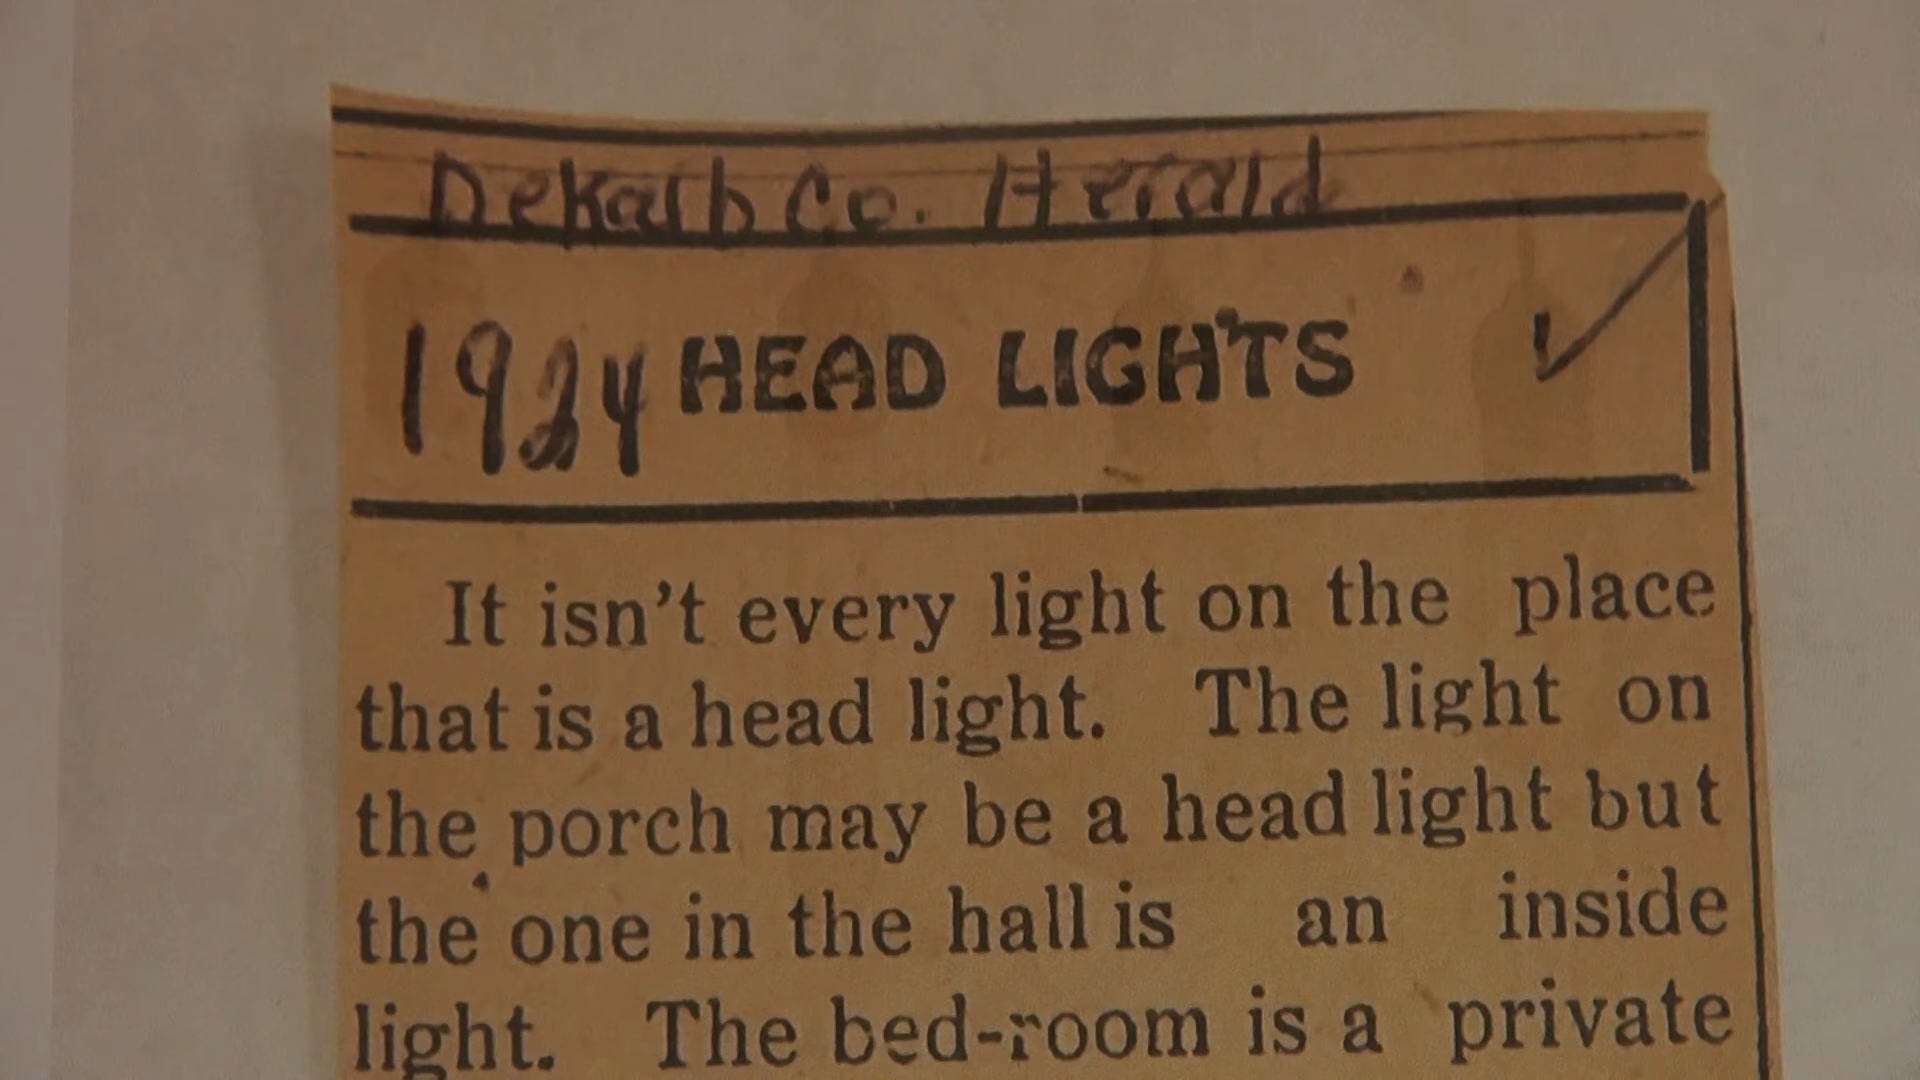 DeKalb Co. Herald
1924 HEAD LIGHTS
It isn't every light on the place
that is a head light. The light on
the porch may be a head light but
the one in the hall is an inside
light. The bed-room is a private